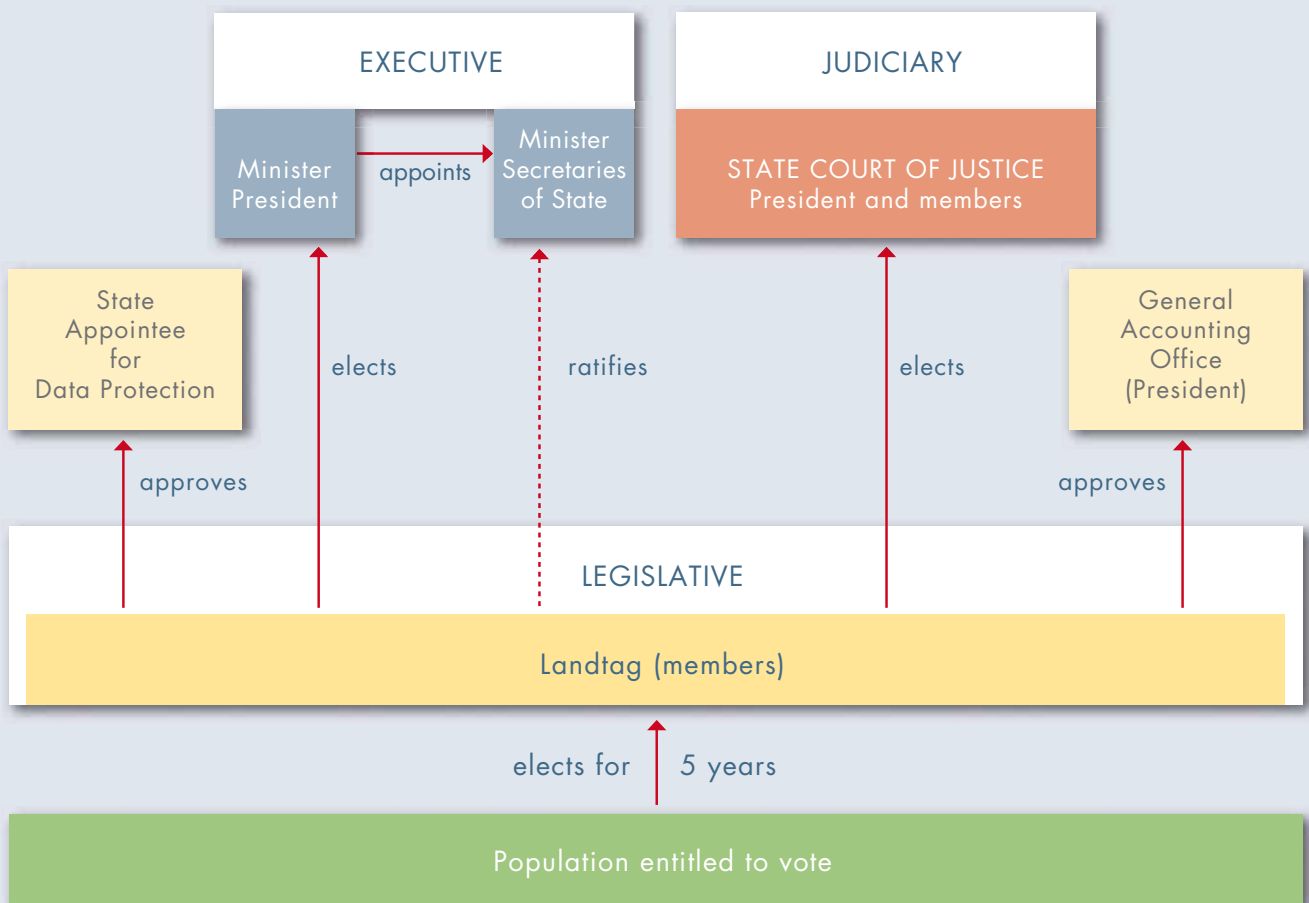 EXECUTIVE
JUDICIARY
Minister
President
appoints
Minister
Secretaries
of State
STATE COURT OF JUSTICE
President and members
State
Appointee
for
Data Protection
General
Accounting
Office
(President)
elects
ratifies
elects
approves
approves
LEGISLATIVE
Landtag (members)
elects for 5 years
Population entitled to vote